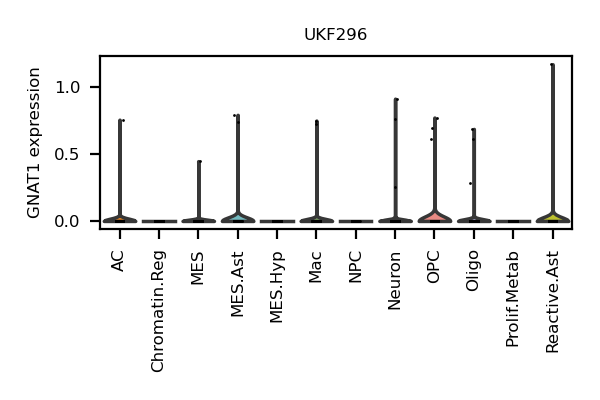 UKF296
GNAT1 expression
1.0
0.5
0.0
AC
Chromatin.Reg
MES
MES.Ast
MES.Hyp
Mac
NPC
Neuron
OPC
Oligo
Prolif.Metab
Reactive.Ast